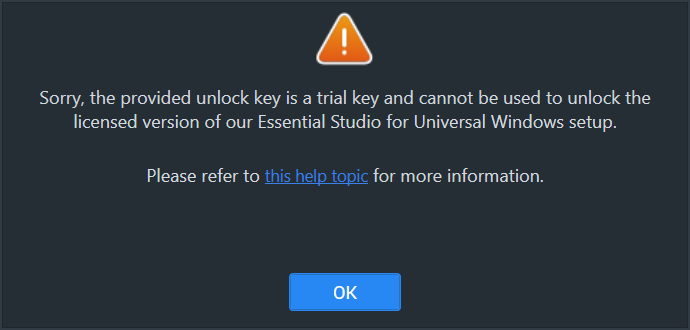 Sorry, the provided unlock key is a trial key and cannot be used to unlock the
licensed version of our Essential Studio for Universal Windows setup.
Please refer to this help topic for more information.
OK